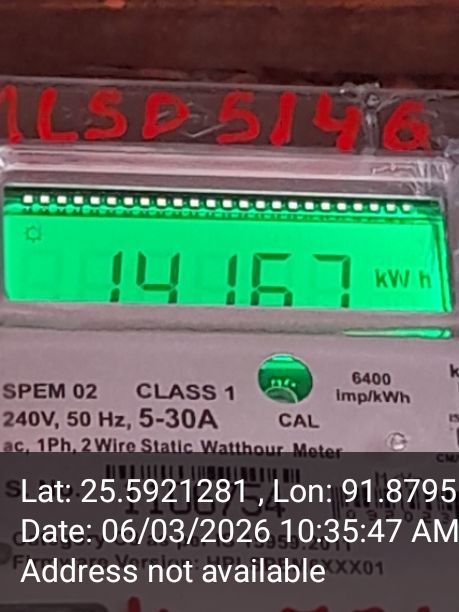 MLSD5146
14167 kWh
6400
imp/kWh
SPEM 02 CLASS 1
240V, 50 Hz, 5-30A CAL
ac, 1Ph, 2 Wire Static Watthour Meter
Lat: 25.5921281 , Lon: 91.8795
Date: 06/03/2026 10:35:47 AM
Address not available